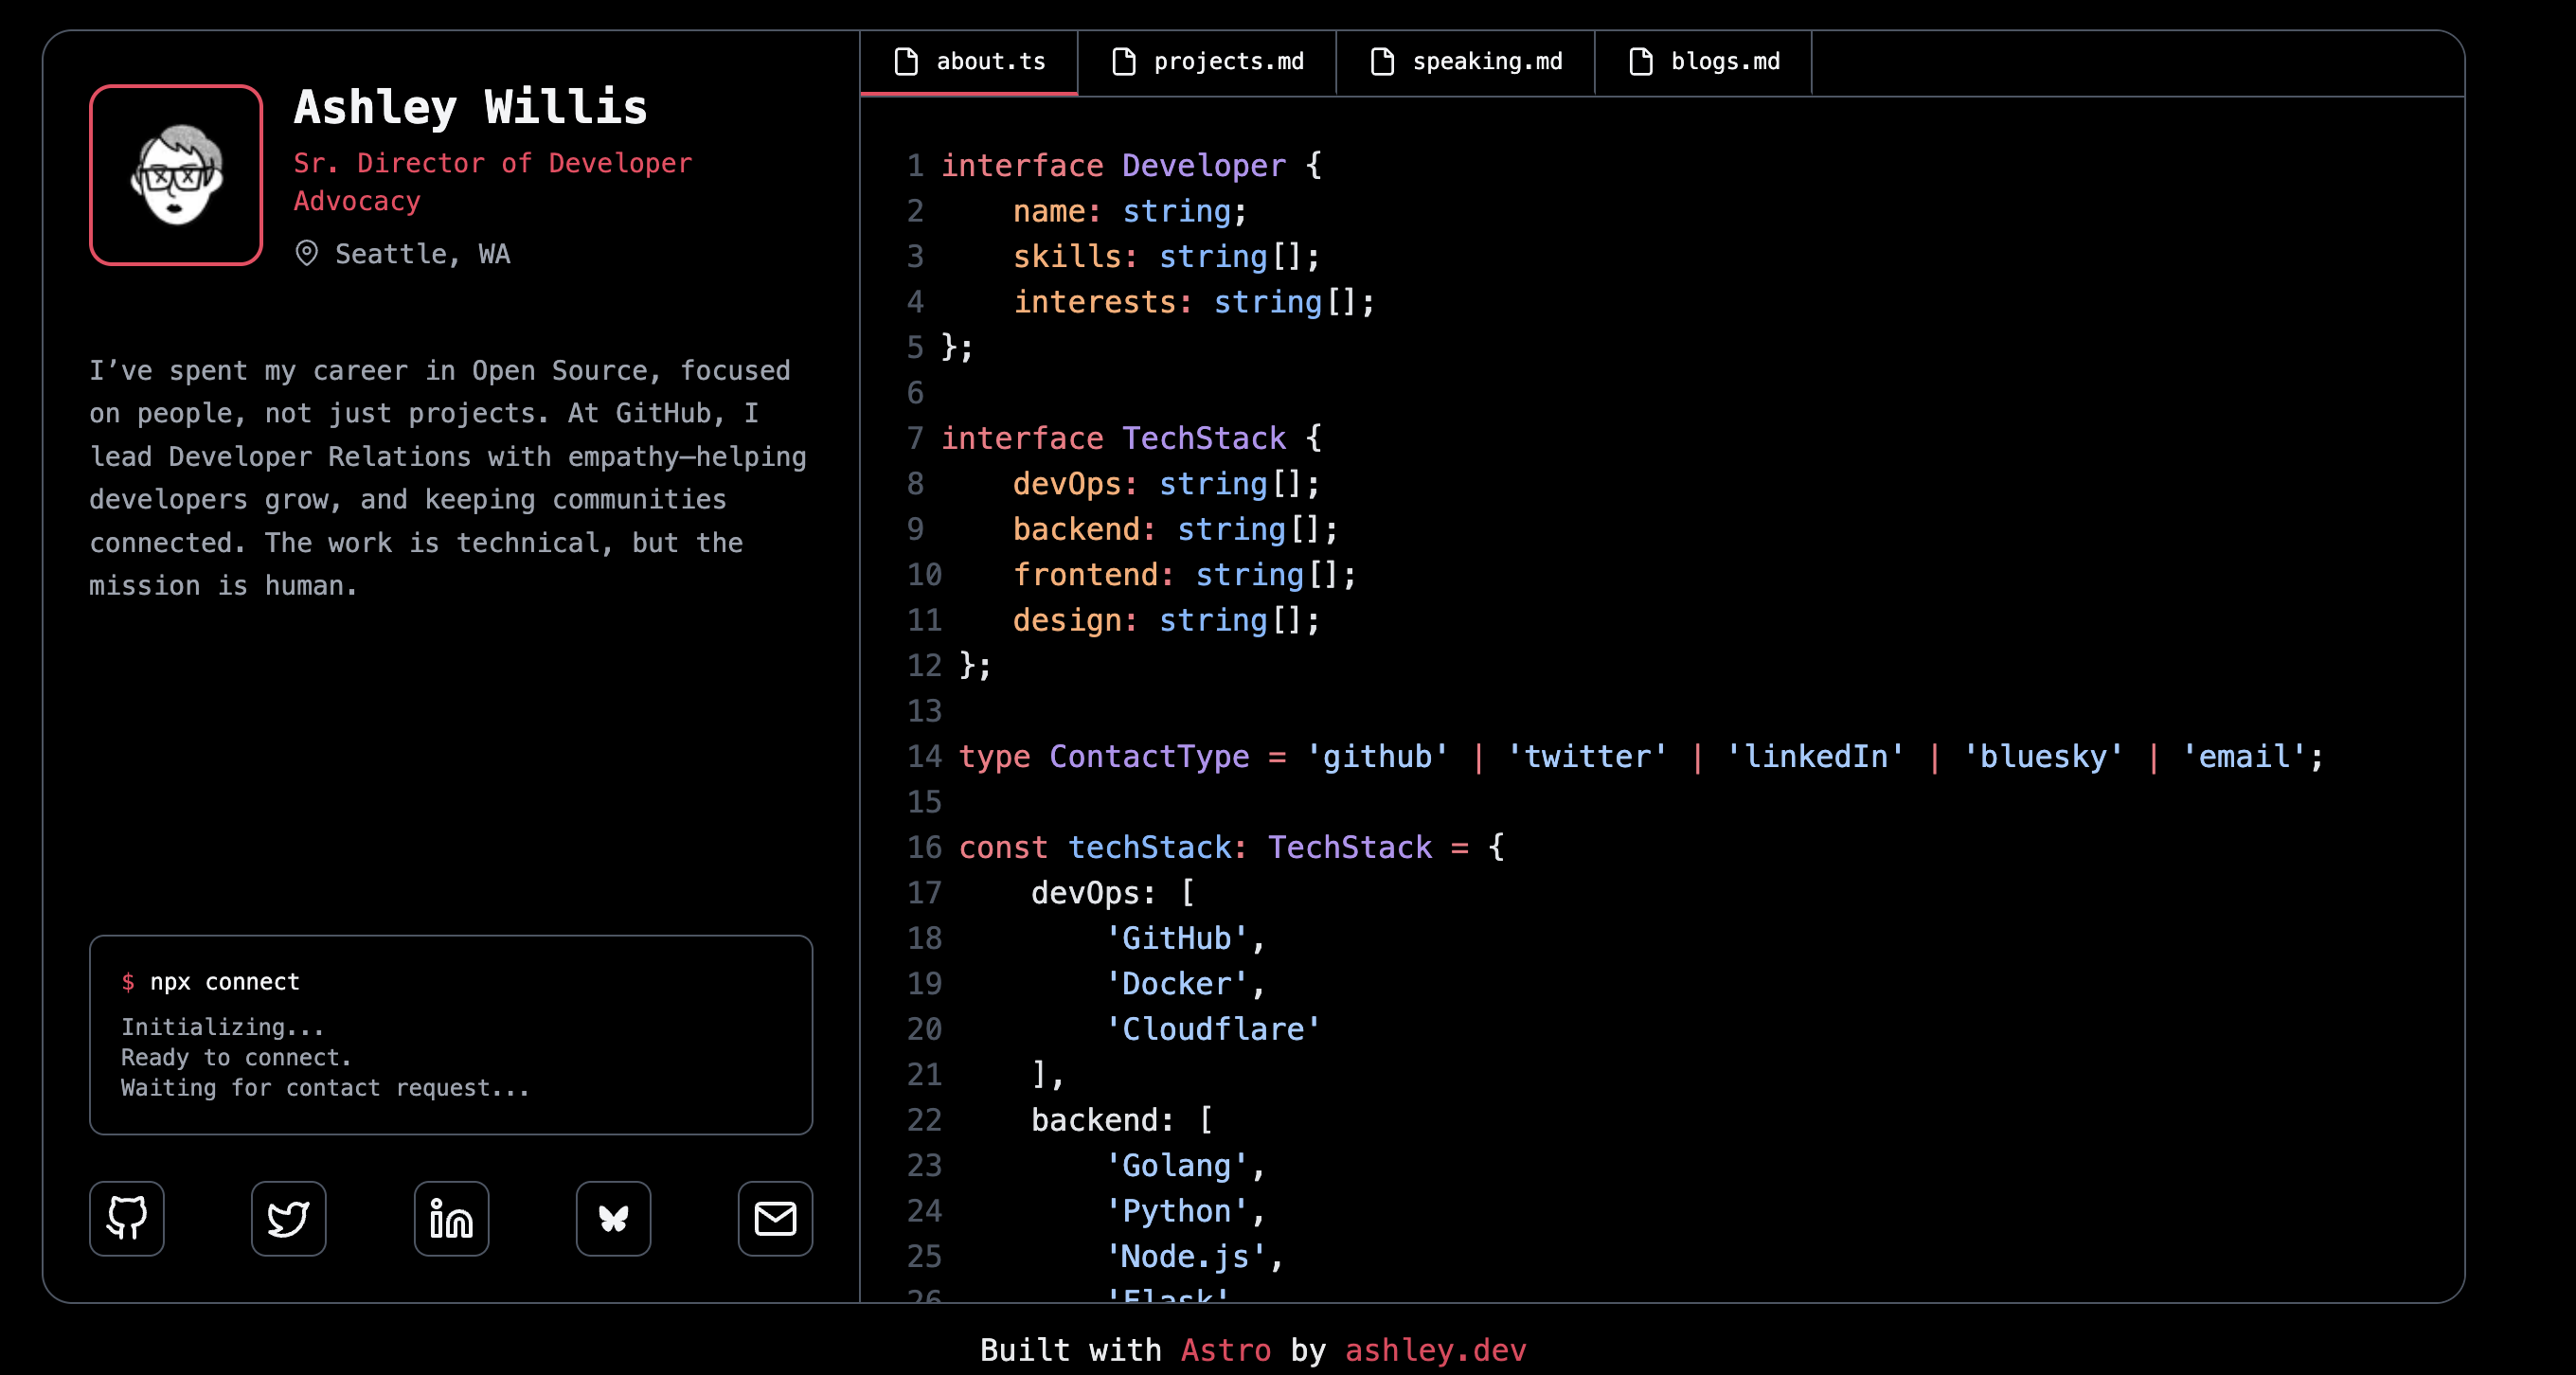 Ashley Willis
Sr. Director of Developer
Advocacy
Seattle, WA
I’ve spent my career in Open Source, focused
on people, not just projects. At GitHub, I
lead Developer Relations with empathy—helping
developers grow, and keeping communities
connected. The work is technical, but the
mission is human.
$ npx connect
Initializing...
Ready to connect.
Waiting for contact request...
about.ts
projects.md
speaking.md
blogs.md
1 interface Developer {
2     name: string;
3     skills: string[];
4     interests: string[];
5 };
6
7 interface TechStack {
8     devOps: string[];
9     backend: string[];
10    frontend: string[];
11    design: string[];
12 };
13
14 type ContactType = 'github' | 'twitter' | 'linkedIn' | 'bluesky' | 'email';
15
16 const techStack: TechStack = {
17     devOps: [
18         'GitHub',
19         'Docker',
20         'Cloudflare'
21     ],
22     backend: [
23         'Golang',
24         'Python',
25         'Node.js',
26         'Flask'
Built with Astro by ashley.dev